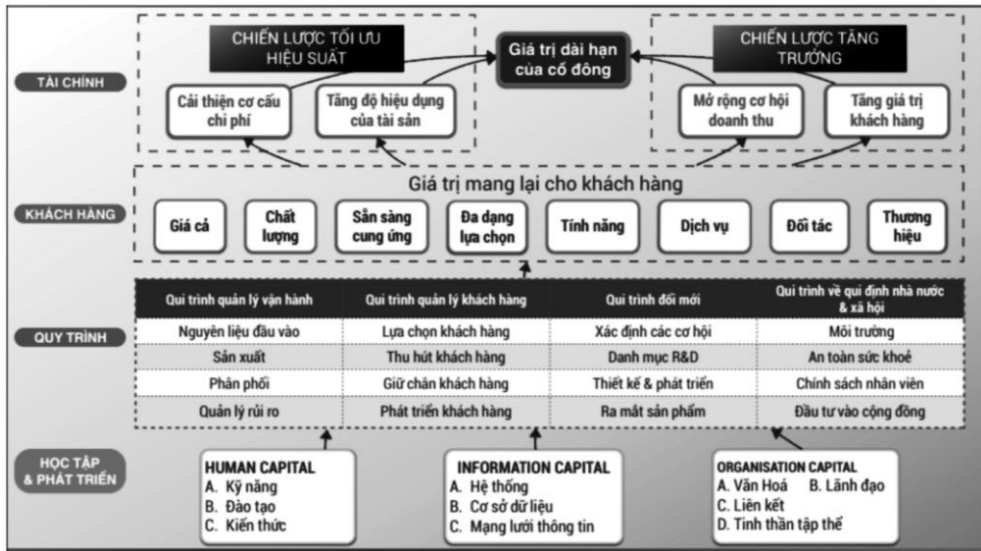 CHIẾN LƯỢC TỐI ƯU
HIỆU SUẤT
Giá trị dài hạn
của cổ đông
CHIẾN LƯỢC TĂNG
TRƯỞNG
TÀI CHÍNH
Cải thiện cơ cấu
chi phí
Tăng độ hiệu dụng
của tài sản
Mở rộng cơ hội
doanh thu
Tăng giá trị
khách hàng
Giá trị mang lại cho khách hàng
KHÁCH HÀNG
Giá cả
Chất
lượng
Sẵn sàng
cung ứng
Đa dạng
lựa chọn
Tính năng
Dịch vụ
Đối tác
Thương
hiệu
QUY TRÌNH
Qui trình quản lý vận hành
Qui trình quản lý khách hàng
Qui trình đổi mới
Qui trình về qui định nhà nước
& xã hội
Nguyên liệu đầu vào
Lựa chọn khách hàng
Xác định các cơ hội
Môi trường
Sản xuất
Thu hút khách hàng
Danh mục R&D
An toàn sức khoẻ
Phân phối
Giữ chân khách hàng
Thiết kế & phát triển
Chính sách nhân viên
Quản lý rủi ro
Phát triển khách hàng
Ra mắt sản phẩm
Đầu tư vào cộng đồng
HỌC TẬP
& PHÁT TRIỂN
HUMAN CAPITAL
A. Kỹ năng
B. Đào tạo
C. Kiến thức
INFORMATION CAPITAL
A. Hệ thống
B. Cơ sở dữ liệu
C. Mạng lưới thông tin
ORGANISATION CAPITAL
A. Văn Hoá B. Lãnh đạo
C. Liên kết
D. Tinh thần tập thể